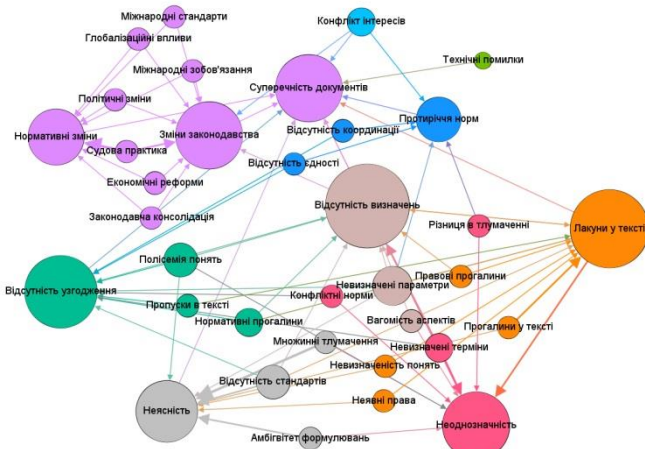 Міжнародні стандарти
Конфлікт інтересів
Глобалізаційні впливи
Технічні помилки
Міжнародні зобов'язання
Суперечність документів
Політичні зміни
Протиріччя норм
Нормативні зміни
Зміни законодавства
Відсутність координації
Судова практика
Відсутність єдності
Економічні реформи
Відсутність визначень
Законодавча консолідація
Різниця в тлумаченні
Лакуни у тексті
Полісемія понять
Правові прогалини
Відсутність узгодження
Невизначені параметри
Конфліктні норми
Пропуски в тексті
Нормативні прогалини
Вагомість аспектів
Прогалини у тексті
Множинні тлумачення
Невизначені терміни
Невизначеність понять
Відсутність стандартів
Неявні права
Неясність
Неоднозначність
Амбігвітет формулювань